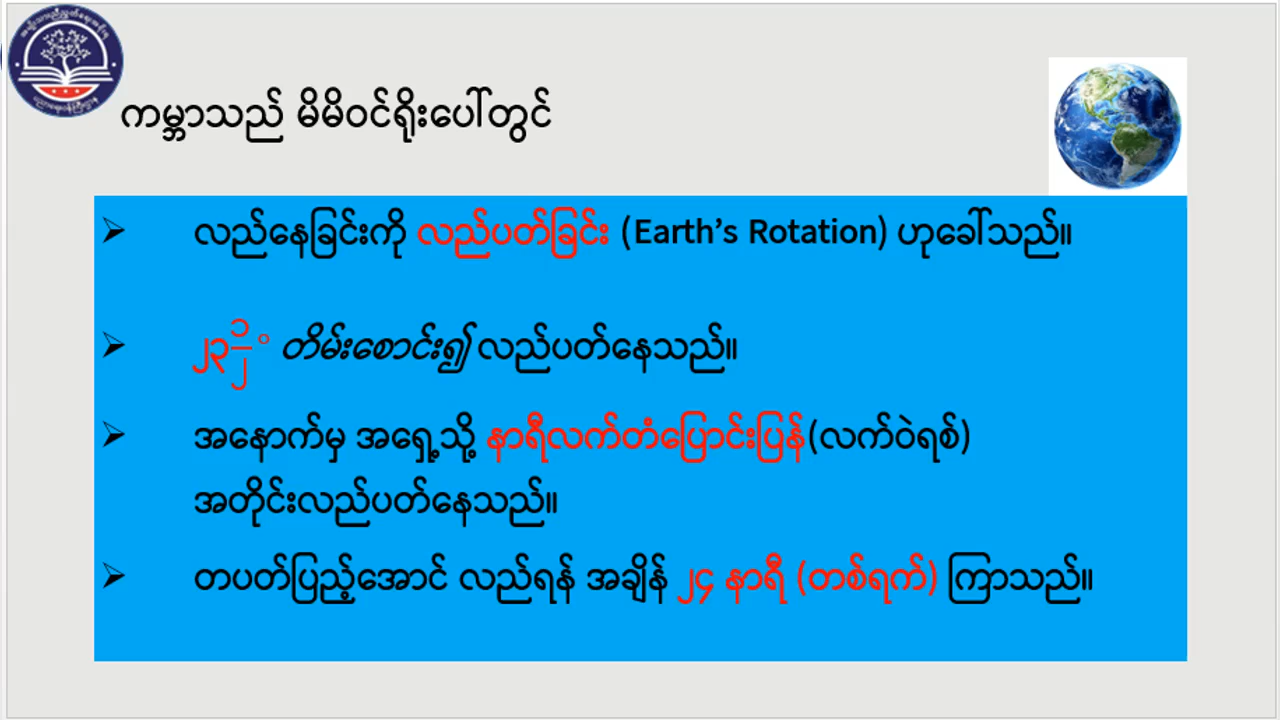 ကမ္ဘာသည် မိမိဝင်ရိုးပေါ်တွင်
➢ လည်နေခြင်းကို လည်ပတ်ခြင်း (Earth’s Rotation) ဟုခေါ်သည်။
➢ ၂၃ ၁/၂ ° တိမ်းစောင်း၍ လည်ပတ်နေသည်။
➢ အနောက်မှ အရှေ့သို့ နာရီလက်တံပြောင်းပြန်(လက်ဝဲရစ်)
အတိုင်းလည်ပတ်နေသည်။
➢ တပတ်ပြည့်အောင် လည်ရန် အချိန် ၂၄ နာရီ (တစ်ရက်) ကြာသည်။